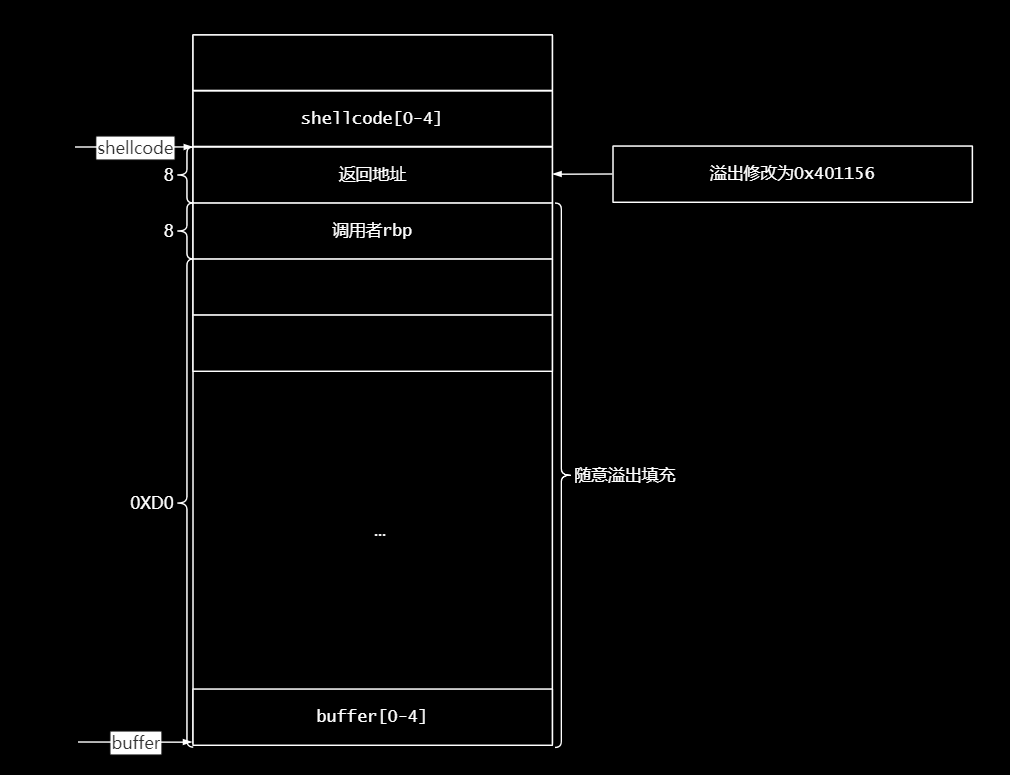 shellcode[0-4]
shellcode
8
返回地址
溢出修改为0x401156
8
调用者rbp
随意溢出填充
0XD0
...
buffer[0-4]
buffer